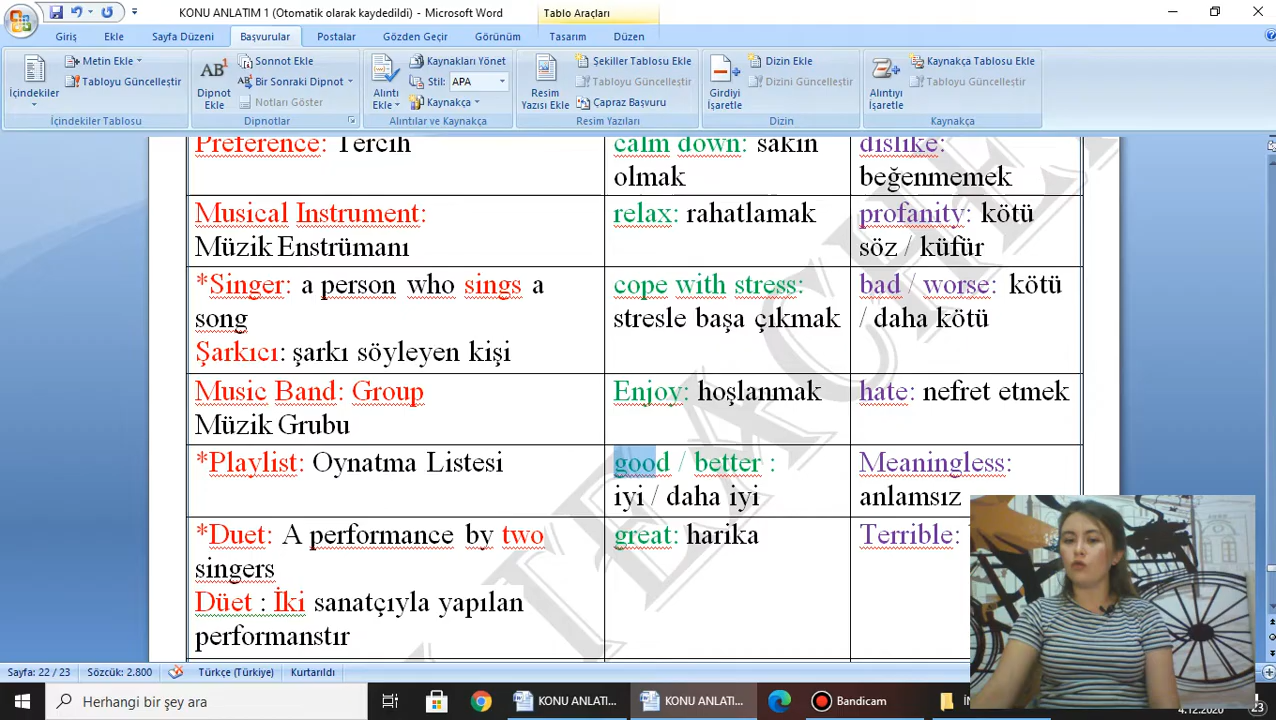 KONU ANLATIM 1 (Otomatik olarak kaydedildi) - Microsoft Word
Tablo Araçları
Giriş Ekle Sayfa Düzeni Başvurular Postalar Gözden Geçir Görünüm Tasarım Düzen
İçindekiler
Metin Ekle
Tabloyu Güncelleştir
İçindekiler Tablosu
AB¹
Dipnot Ekle
Sonnot Ekle
Bir Sonraki Dipnot
Notları Göster
Dipnotlar
Alıntı Ekle
Kaynakları Yönet
Stil: APA
Kaynakça
Alıntılar ve Kaynakça
Resim Yazısı Ekle
Şekiller Tablosu Ekle
Tabloyu Güncelleştir
Çapraz Başvuru
Resim Yazıları
Girdiyi İşaretle
Dizin Ekle
Dizini Güncelleştir
Dizin
Alıntıyı İşaretle
Kaynakça Tablosu Ekle
Tabloyu Güncelleştir
Kaynakça
Preference: Tercih
calm down: sakin
olmak
dislike:
beğenmemek
Musical Instrument:
Müzik Enstrümanı
relax: rahatlamak
profanity: kötü
söz / küfür
*Singer: a person who sings a
song
Şarkıcı: şarkı söyleyen kişi
cope with stress:
stresle başa çıkmak
bad / worse: kötü
/ daha kötü
Music Band: Group
Müzik Grubu
Enjoy: hoşlanmak
hate: nefret etmek
*Playlist: Oynatma Listesi
good / better :
iyi / daha iyi
Meaningless:
anlamsız
*Duet: A performance by two
singers
Düet : İki sanatçıyla yapılan
performanstır
great: harika
Terrible:
Sayfa: 22 / 23 Sözcük: 2.800 Türkçe (Türkiye) Kurtarıldı
Herhangi bir şey ara
KONU ANLATI...
KONU ANLATI...
Bandicam
4.12.2020
23